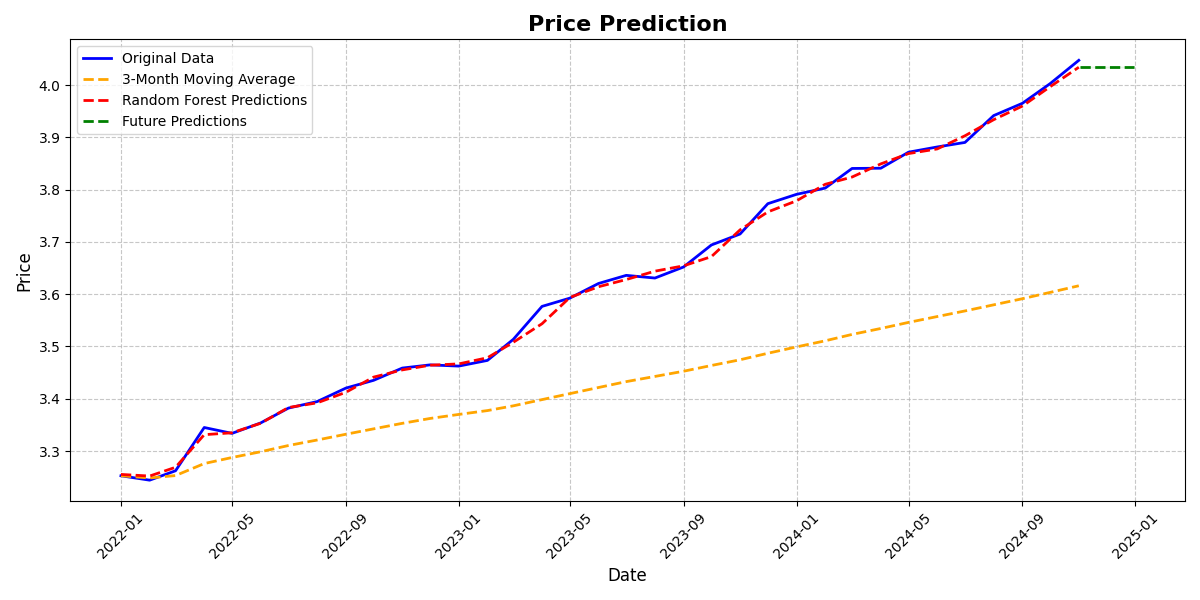 Price Prediction
Original Data
3-Month Moving Average
Random Forest Predictions
Future Predictions
Price
4.0
3.9
3.8
3.7
3.6
3.5
3.4
3.3
2022-01
2022-05
2022-09
2023-01
2023-05
2023-09
2024-01
2024-05
2024-09
2025-01
Date